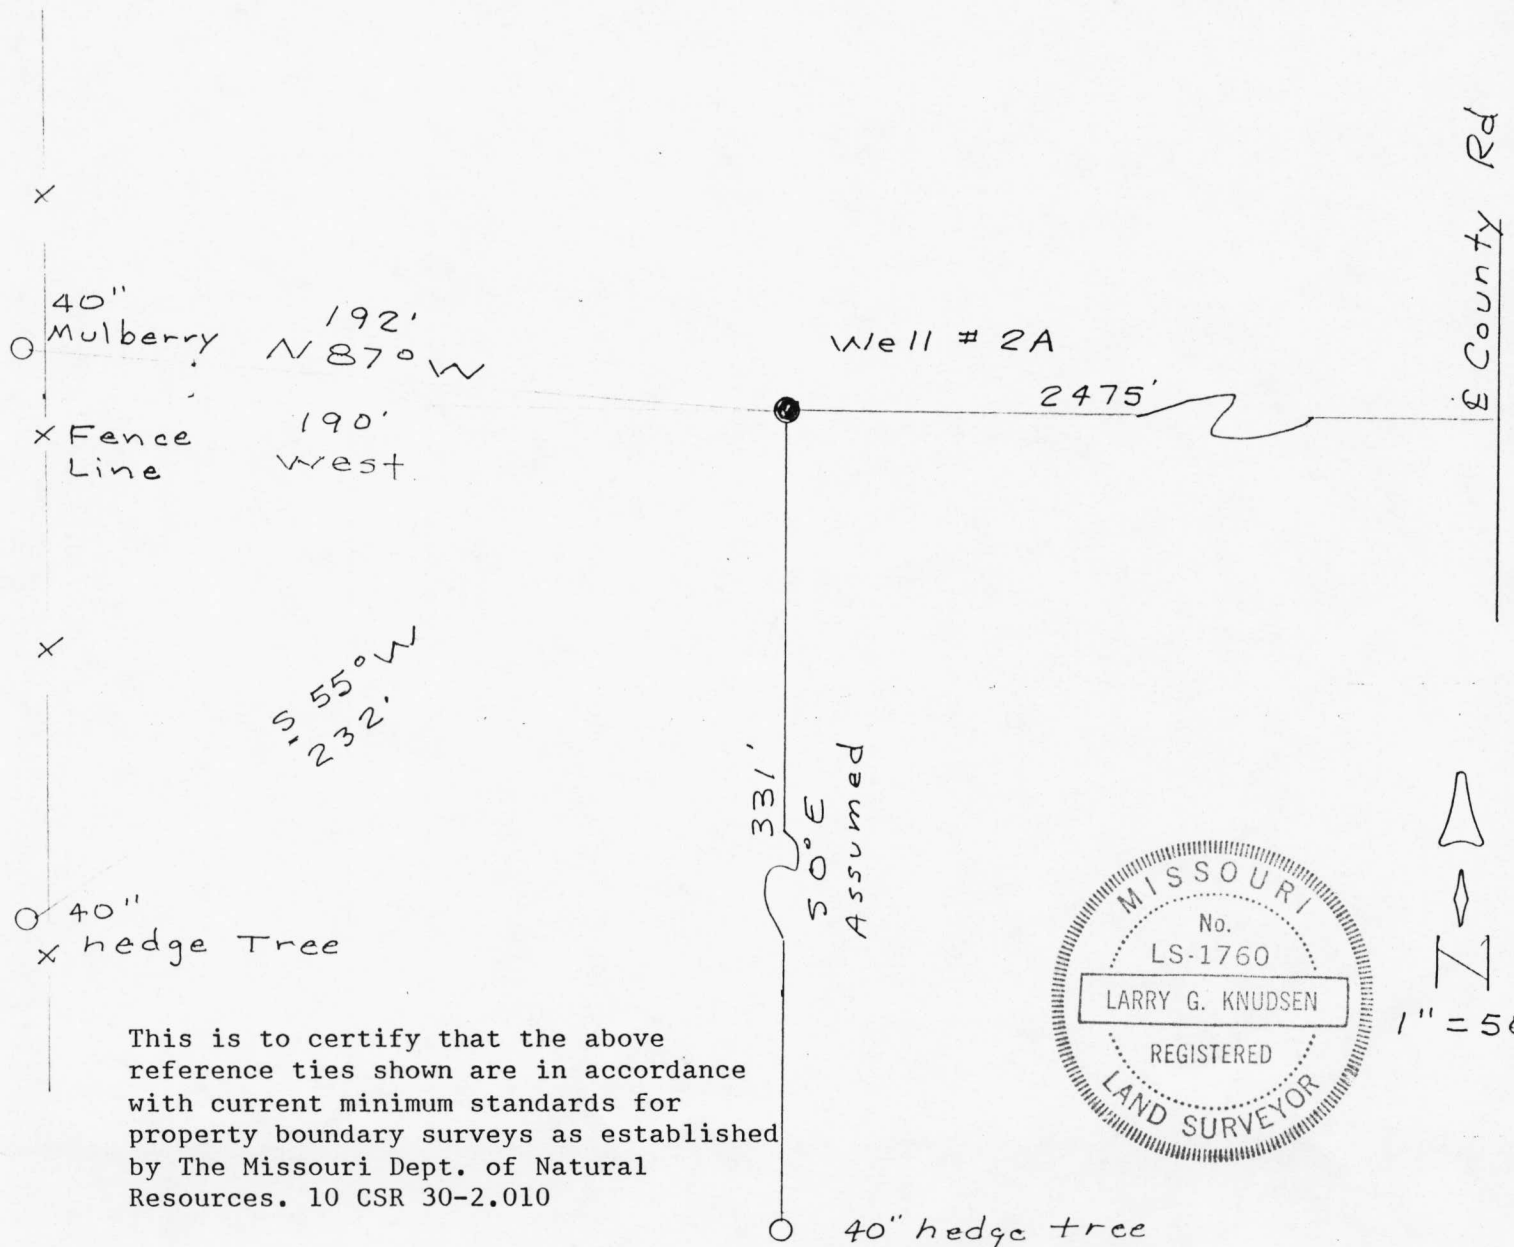 County Rd
40"
Mulberry
192'
N 87° W
Well # 2A
2475'
Fence
Line
190'
West
S 55° W
232'
331'
S 0° E
Assumed
40"
hedge Tree
MISSOURI
No.
LS-1760
LARRY G. KNUDSEN
REGISTERED
LAND SURVEYOR
N
This is to certify that the above
reference ties shown are in accordance
with current minimum standards for
property boundary surveys as established
by The Missouri Dept. of Natural
Resources. 10 CSR 30-2.010
1" = 5
40" hedge tree